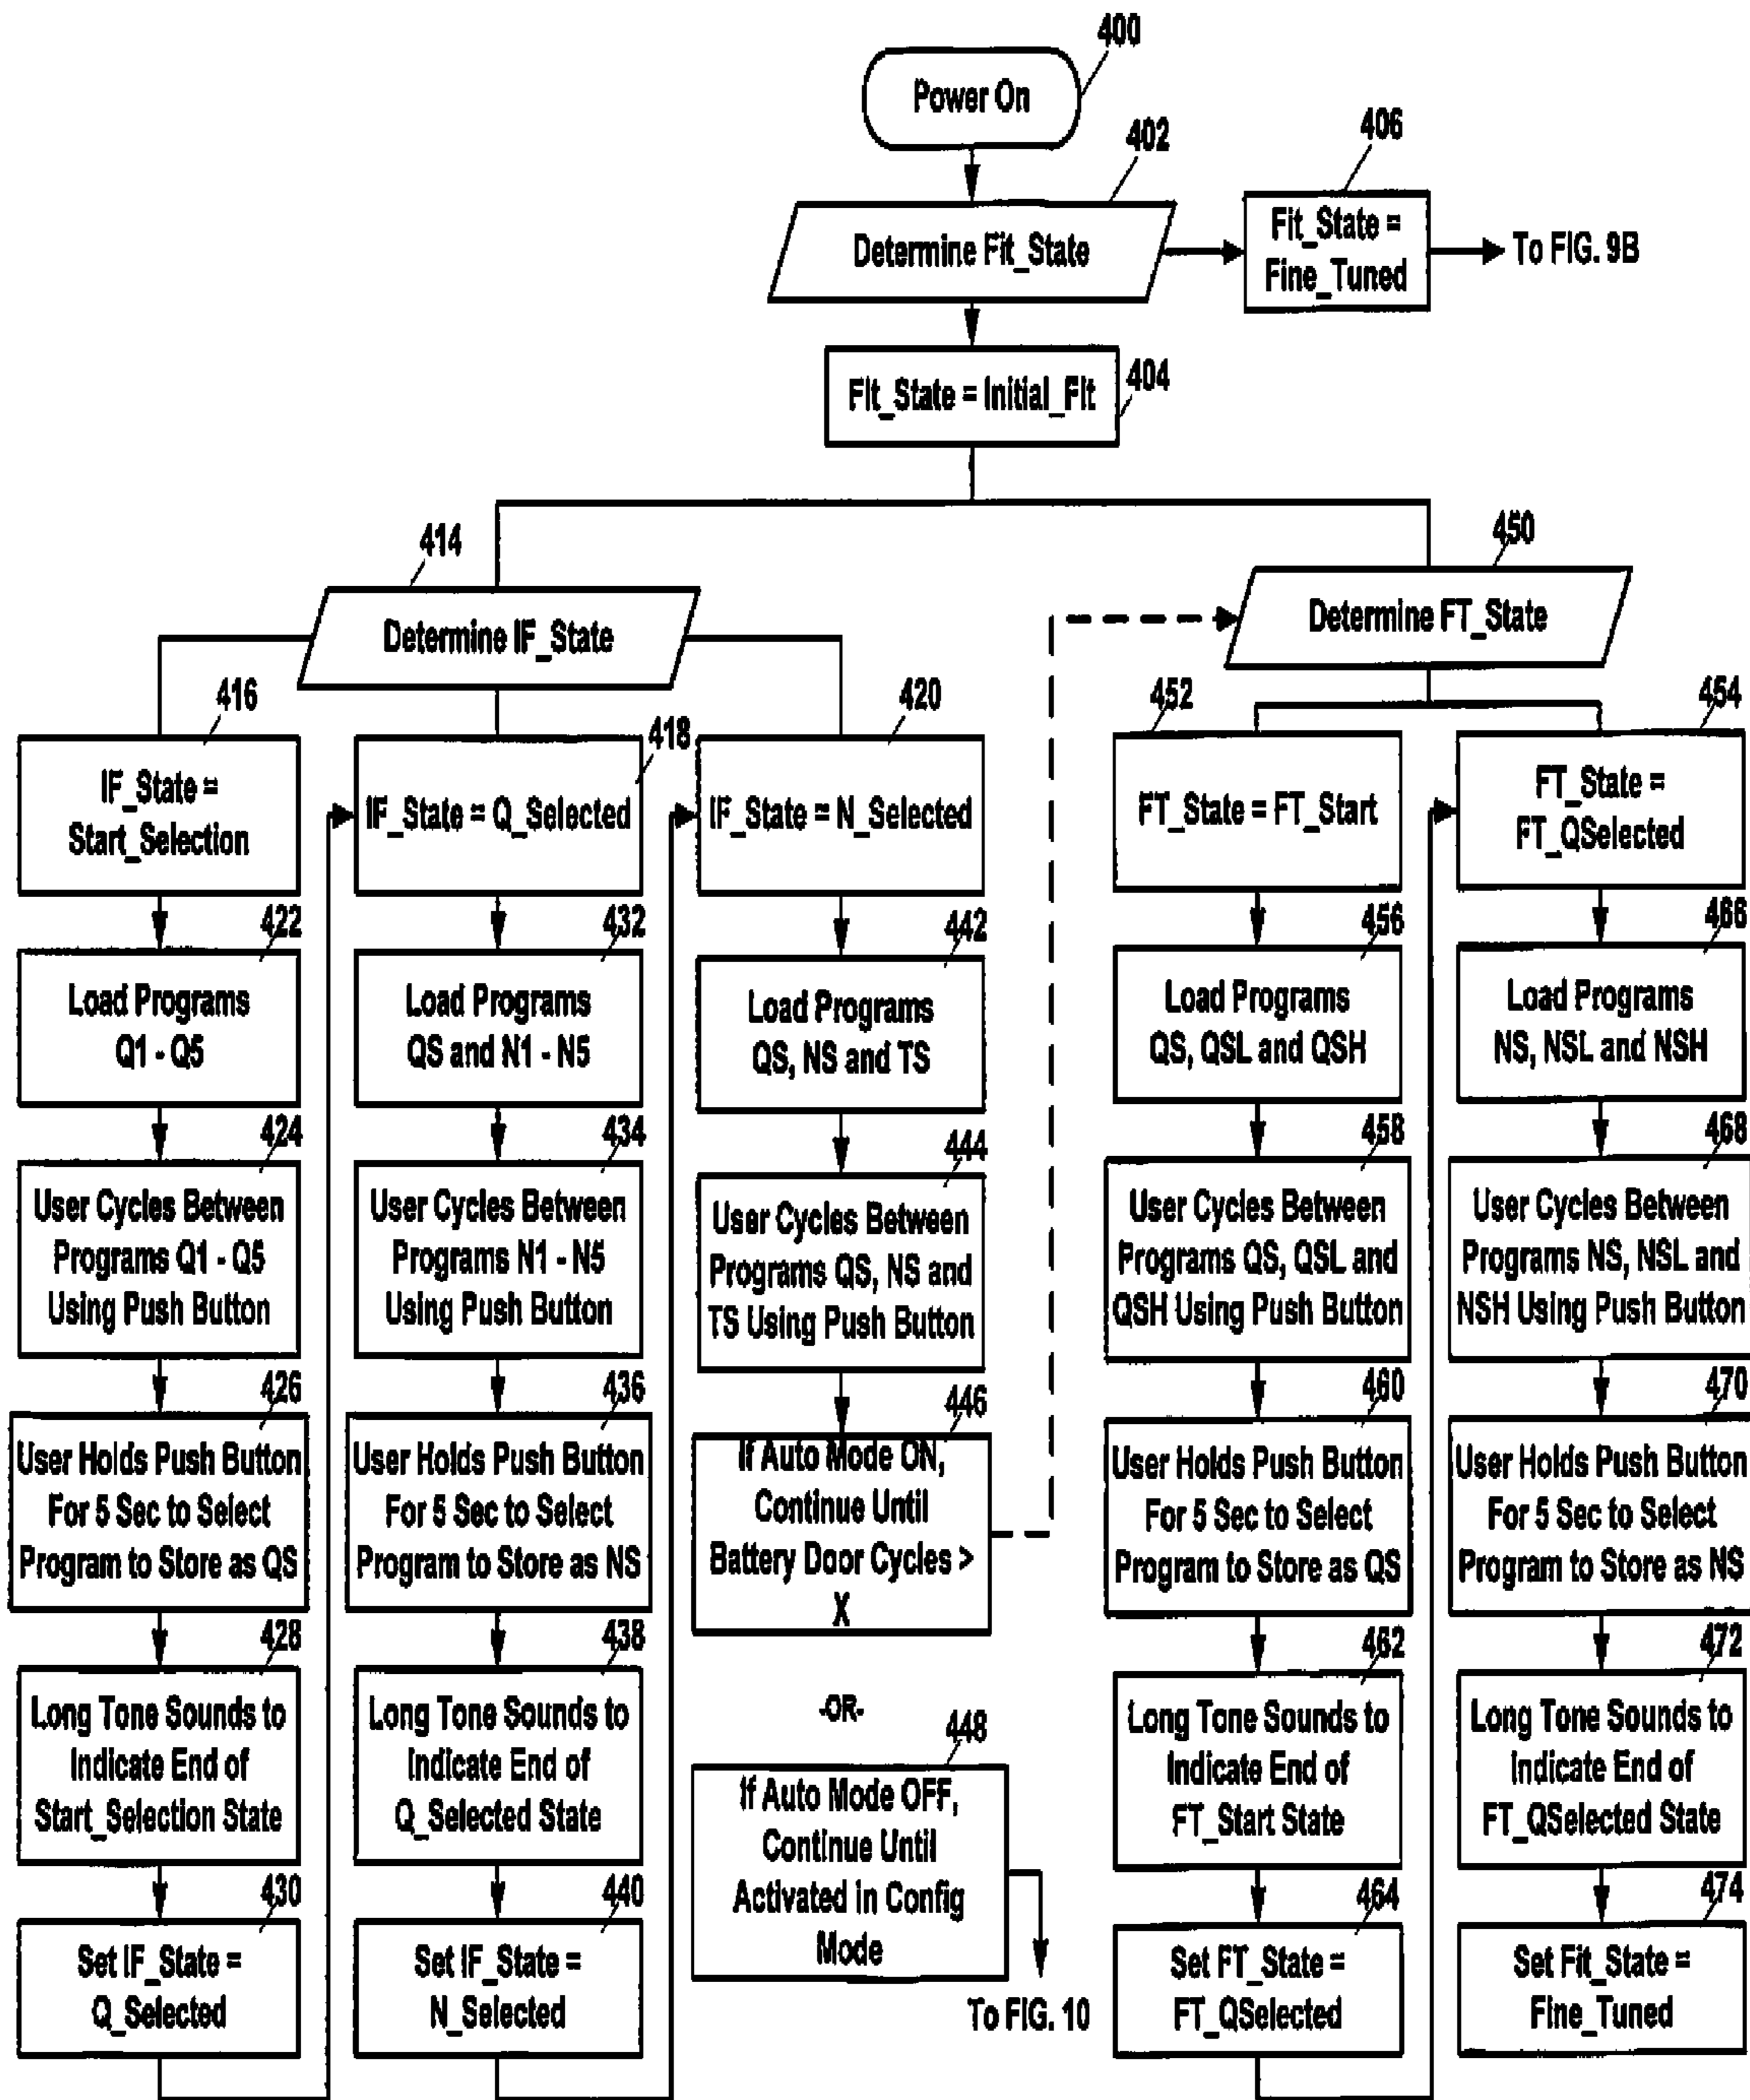 400
Power On
402
406
Determine Fit_State
Fit_State =
Fine_Tuned
To FIG. 9B
404
Fit_State = Initial_Fit
414
450
Determine IF_State
Determine FT_State
416
IF_State =
Start_Selection
418
IF_State = Q_Selected
420
IF_State = N_Selected
452
FT_State = FT_Start
454
FT_State =
FT_QSelected
422
Load Programs
Q1 - Q5
432
Load Programs
QS and N1 - N5
442
Load Programs
QS, NS and TS
456
Load Programs
QS, QSL and QSH
466
Load Programs
NS, NSL and NSH
424
User Cycles Between
Programs Q1 - Q5
Using Push Button
434
User Cycles Between
Programs N1 - N5
Using Push Button
444
User Cycles Between
Programs QS, NS and
TS Using Push Button
458
User Cycles Between
Programs QS, QSL and
QSH Using Push Button
468
User Cycles Between
Programs NS, NSL and
NSH Using Push Button
426
User Holds Push Button
For 5 Sec to Select
Program to Store as QS
436
User Holds Push Button
For 5 Sec to Select
Program to Store as NS
446
If Auto Mode ON,
Continue Until
Battery Door Cycles >
X
460
User Holds Push Button
For 5 Sec to Select
Program to Store as QS
470
User Holds Push Button
For 5 Sec to Select
Program to Store as NS
428
Long Tone Sounds to
Indicate End of
Start_Selection State
438
Long Tone Sounds to
Indicate End of
Q_Selected State
-OR-
448
If Auto Mode OFF,
Continue Until
Activated in Config
Mode
To FIG. 10
462
Long Tone Sounds to
Indicate End of
FT_Start State
472
Long Tone Sounds to
Indicate End of
FT_QSelected State
430
Set IF_State =
Q_Selected
440
Set IF_State =
N_Selected
464
Set FT_State =
FT_QSelected
474
Set Fit_State =
Fine_Tuned